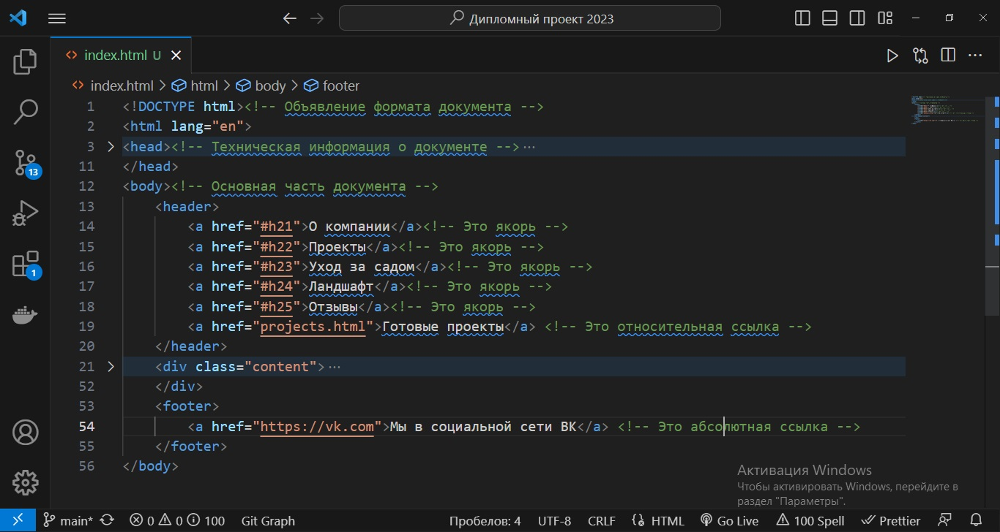 Дипломный проект 2023
index.html U
index.html > html > body > footer
1 <!DOCTYPE html><!-- Объявление формата документа -->
2 <html lang="en">
3 <head><!-- Техническая информация о документе -->···
11 </head>
12 <body><!-- Основная часть документа -->
13 <header>
14 <a href="#h21">О компании</a><!-- Это якорь -->
15 <a href="#h22">Проекты</a><!-- Это якорь -->
16 <a href="#h23">Уход за садом</a><!-- Это якорь -->
17 <a href="#h24">Ландшафт</a><!-- Это якорь -->
18 <a href="#h25">Отзывы</a><!-- Это якорь -->
19 <a href="projects.html">Готовые проекты</a> <!-- Это относительная ссылка -->
20 </header>
21 <div class="content">···
52 </div>
53 <footer>
54 <a href="https://vk.com">Мы в социальной сети ВК</a> <!-- Это абсолютная ссылка -->
55 </footer>
56 </body>
13
1
Активация Windows
Чтобы активировать Windows, перейдите в
раздел "Параметры".
main* 0 0 100 Git Graph Пробелов: 4 UTF-8 CRLF HTML Go Live 100 Spell Prettier